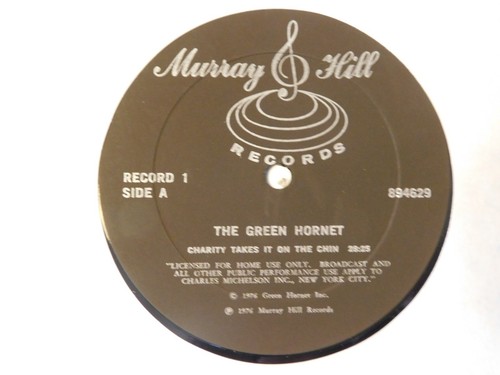 Murray Hill
RECORDS
RECORD 1
SIDE A
894629
THE GREEN HORNET
CHARITY TAKES IT ON THE CHIN 28:25
"LICENSED FOR HOME USE ONLY. BROADCAST AND
ALL OTHER PUBLIC PERFORMANCE USE APPLY TO
CHARLES MICHELSON INC., NEW YORK CITY."
© 1976 Green Hornet Inc.
℗ 1976 Murray Hill Records